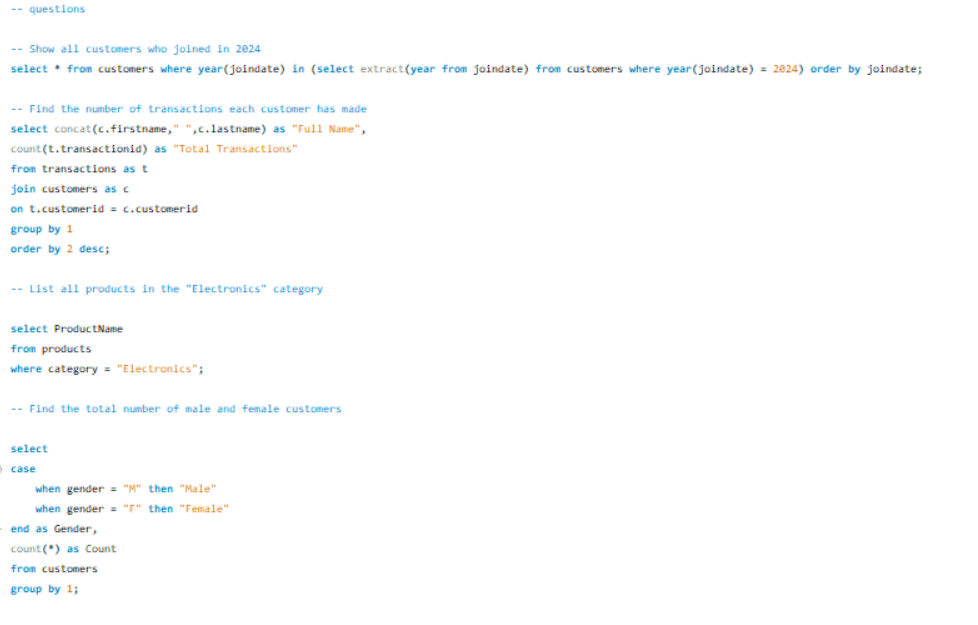 -- questions
-- Show all customers who joined in 2024
select * from customers where year(joindate) in (select extract(year from joindate) from customers where year(joindate) = 2024) order by joindate;
-- Find the number of transactions each customer has made
select concat(c.firstname," ",c.lastname) as "Full Name",
count(t.transactionid) as "Total Transactions"
from transactions as t
join customers as c
on t.customerid = c.customerid
group by 1
order by 2 desc;
-- List all products in the "Electronics" category
select ProductName
from products
where category = "Electronics";
-- Find the total number of male and female customers
select
case
when gender = "M" then "Male"
when gender = "F" then "Female"
end as Gender,
count(*) as Count
from customers
group by 1;